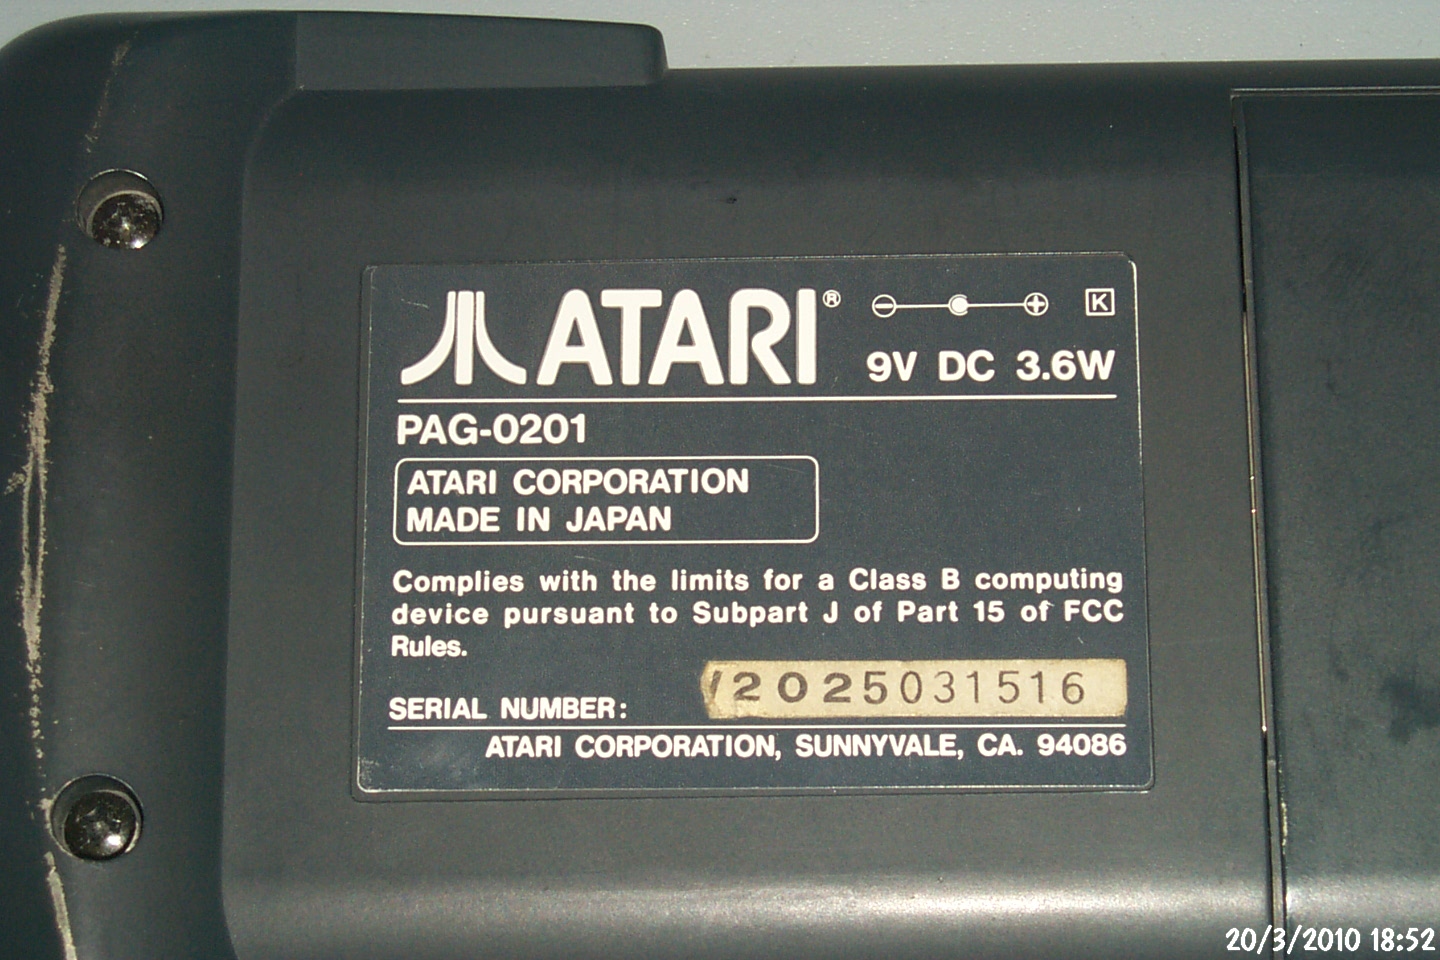 ATARI®
K
9V DC 3.6W
PAG-0201
ATARI CORPORATION
MADE IN JAPAN
Complies with the limits for a Class B computing
device pursuant to Subpart J of Part 15 of FCC
Rules.
SERIAL NUMBER: 12025031516
ATARI CORPORATION, SUNNYVALE, CA. 94086
20/3/2010 18:52